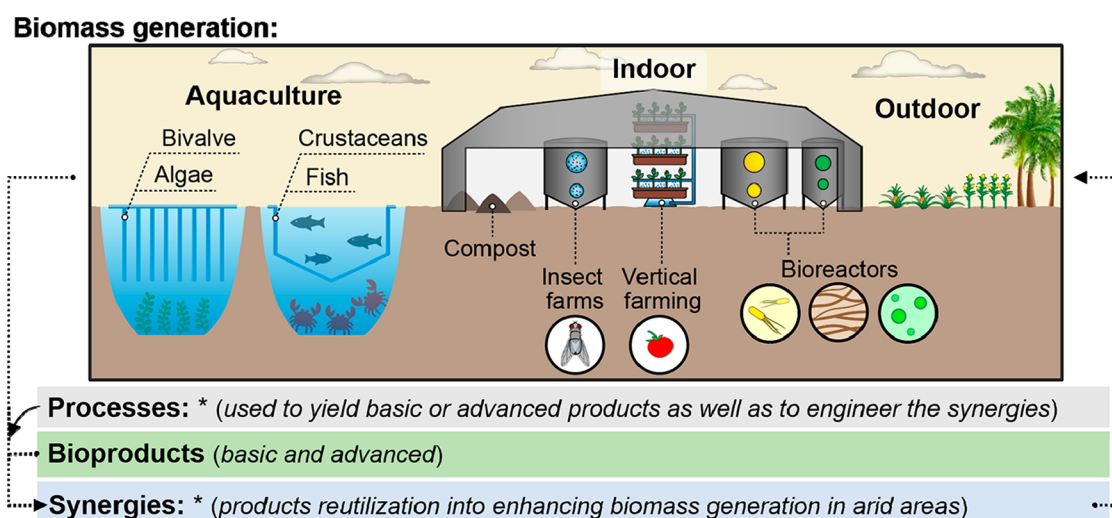 Biomass generation:
Indoor
Aquaculture
Outdoor
Bivalve
Algae
Crustaceans
Fish
Compost
Insect
farms
Vertical
farming
Bioreactors
Processes: * (used to yield basic or advanced products as well as to engineer the synergies)
Bioproducts (basic and advanced)
Synergies: * (products reutilization into enhancing biomass generation in arid areas)